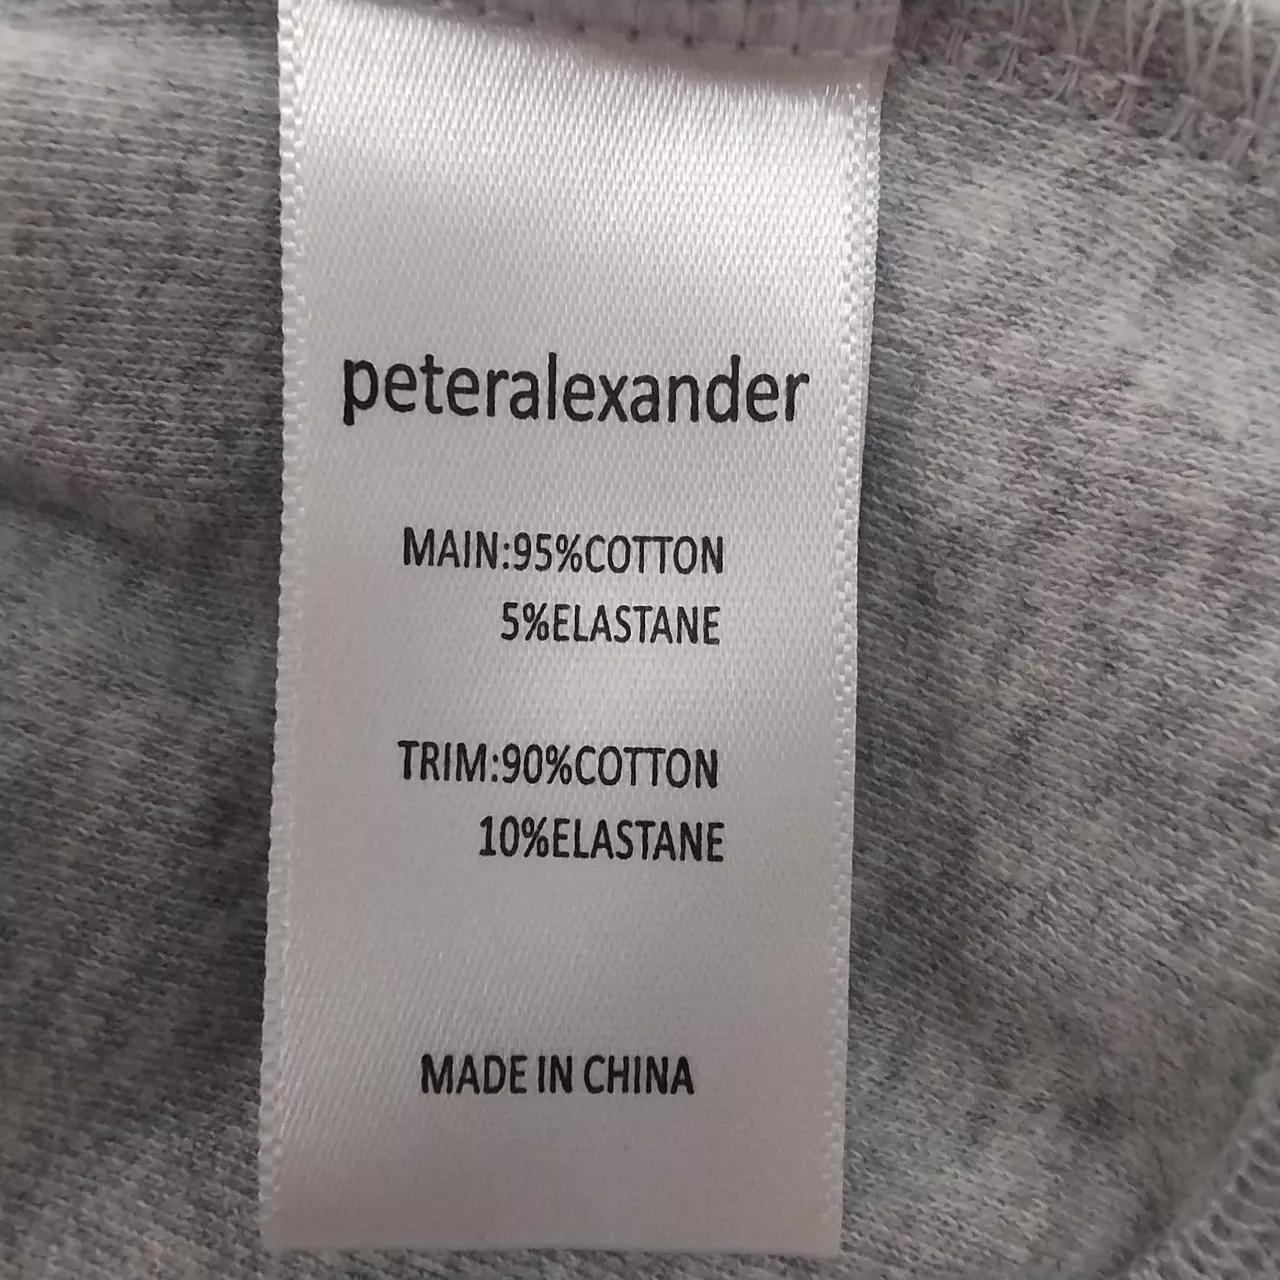 peteralexander
MAIN:95%COTTON
5%ELASTANE
TRIM:90%COTTON
10%ELASTANE
MADE IN CHINA